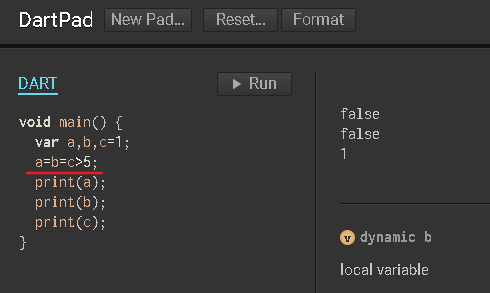 DartPad New Pad... Reset... Format
DART Run
void main() {
var a,b,c=1;
a=b=c>5;
print(a);
print(b);
print(c);
}
false
false
1
v dynamic b
local variable